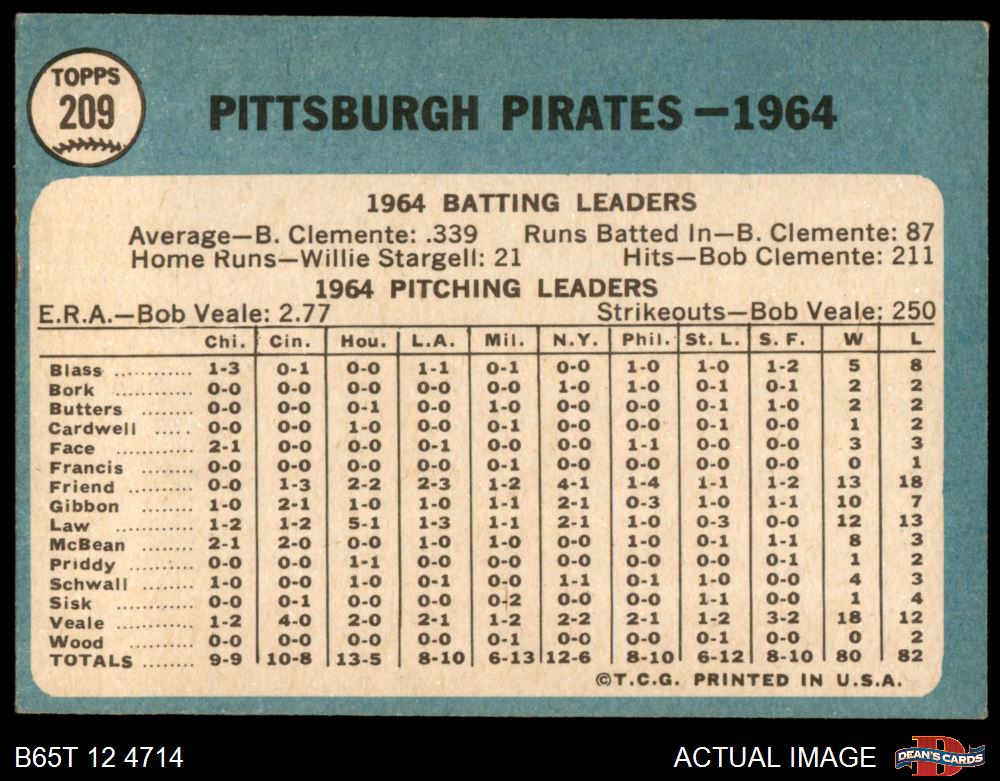 TOPPS
209
PITTSBURGH PIRATES—1964
1964 BATTING LEADERS
Average—B. Clemente: .339 Runs Batted In—B. Clemente: 87
Home Runs—Willie Stargell: 21 Hits—Bob Clemente: 211
1964 PITCHING LEADERS
E.R.A.—Bob Veale: 2.77 Strikeouts—Bob Veale: 250
Chi. Cin. Hou. L.A. Mil. N.Y. Phil. St. L. S. F. W L
Blass ........... 1-3 0-1 0-0 1-1 0-1 0-0 1-0 1-0 1-2 5 8
Bork ........... 0-0 0-0 0-0 0-0 0-0 1-0 1-0 0-1 0-1 2 2
Butters ........ 0-0 0-0 0-1 0-0 1-0 0-0 0-0 0-1 1-0 2 2
Cardwell ..... 0-0 0-0 1-0 0-0 0-1 0-0 0-0 0-1 0-0 1 2
Face ........... 2-1 0-0 0-0 0-1 0-0 0-0 1-1 0-0 0-0 3 3
Francis ........ 0-0 0-0 0-0 0-0 0-1 0-0 0-0 0-0 0-0 0 1
Friend ......... 0-0 1-3 2-2 2-3 1-2 4-1 1-4 1-1 1-2 13 18
Gibbon ........ 1-0 2-1 1-0 1-0 1-1 2-1 0-3 1-0 1-1 10 7
Law ........... 1-2 1-2 5-1 1-3 1-1 2-1 1-0 0-3 0-0 12 13
McBean ........ 2-1 2-0 0-0 1-0 1-0 0-0 1-0 0-1 1-1 8 3
Priddy ......... 0-0 0-0 1-1 0-0 0-0 0-0 0-0 0-0 0-1 1 2
Schwall ....... 1-0 0-0 1-0 0-1 0-0 1-1 0-1 1-0 0-0 4 3
Sisk ........... 0-0 0-1 0-0 0-0 0-2 0-0 0-0 1-1 0-0 1 4
Veale .......... 1-2 4-0 2-0 2-1 1-2 2-2 2-1 1-2 3-2 18 12
Wood .......... 0-0 0-0 0-0 0-0 0-1 0-0 0-0 0-1 0-0 0 2
TOTALS ....... 9-9 10-8 13-5 8-10 6-13 12-6 8-10 6-12 8-10 80 82
©T.C.G. PRINTED IN U.S.A.
B65T 12 4714 ACTUAL IMAGE DEAN'S CARDS